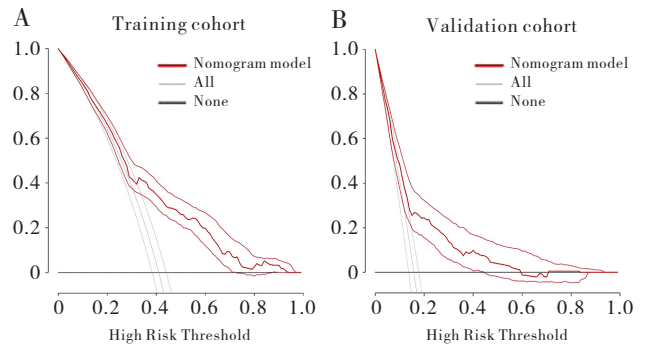 A Training cohort
1.0
0.8
0.6
0.4
0.2
0
Nomogram model
All
None
0 0.2 0.4 0.6 0.8 1.0
High Risk Threshold
B Validation cohort
1.0
0.8
0.6
0.4
0.2
0
Nomogram model
All
None
0 0.2 0.4 0.6 0.8 1.0
High Risk Threshold